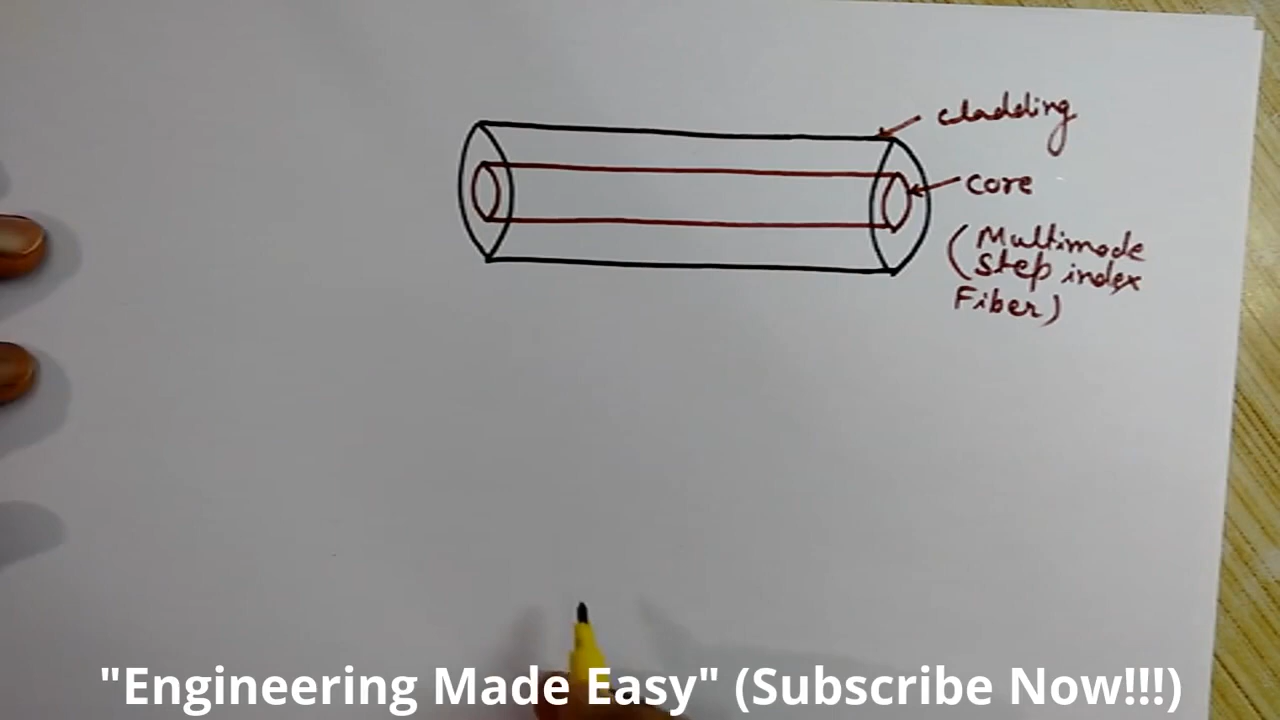 cladding
core
(Multimode
Step index
Fiber)
"Engineering Made Easy" (Subscribe Now!!!)